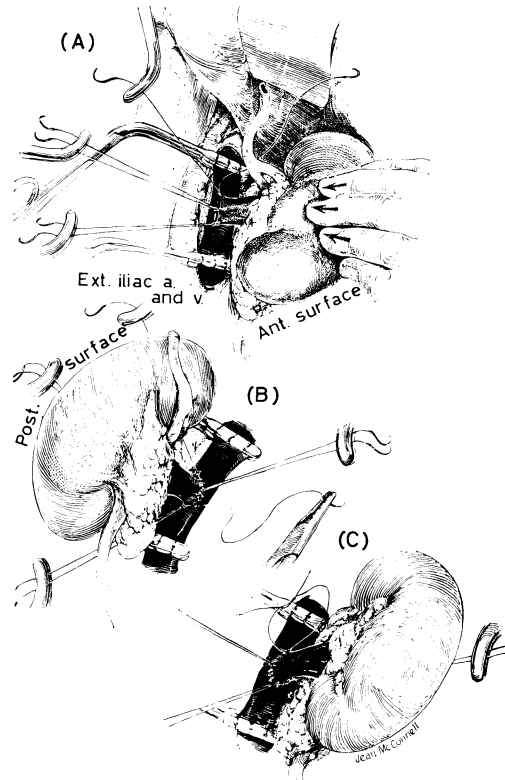 (A)
Ext. iliac a.
and v.
Ant. surface
Post. surface
(B)
(C)
Jean McConnell